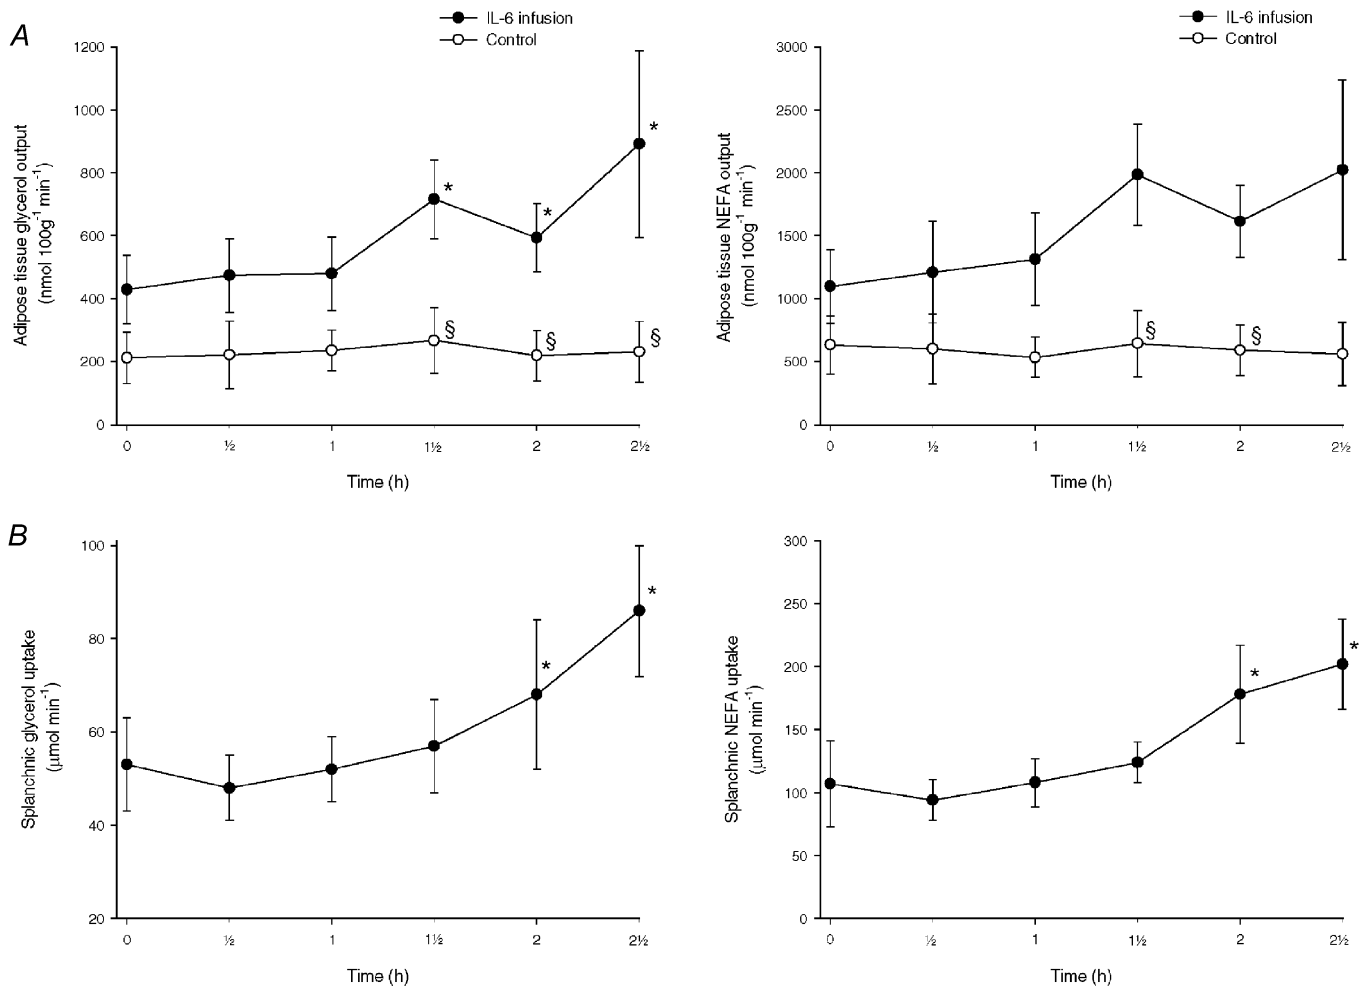 A
IL-6 infusion
Control
Adipose tissue glycerol output
(nmol 100g-1 min-1)
1200
1000
800
600
400
200
0
* * *
§ § §
0 ½ 1 1½ 2 2½
Time (h)
IL-6 infusion
Control
Adipose tissue NEFA output
(nmol 100g-1 min-1)
3000
2500
2000
1500
1000
500
0
§ §
0 ½ 1 1½ 2 2½
Time (h)
B
Splanchnic glycerol uptake
(µmol min-1)
100
80
60
40
20
* *
0 ½ 1 1½ 2 2½
Time (h)
Splanchnic NEFA uptake
(µmol min-1)
300
250
200
150
100
50
0
* *
0 ½ 1 1½ 2 2½
Time (h)